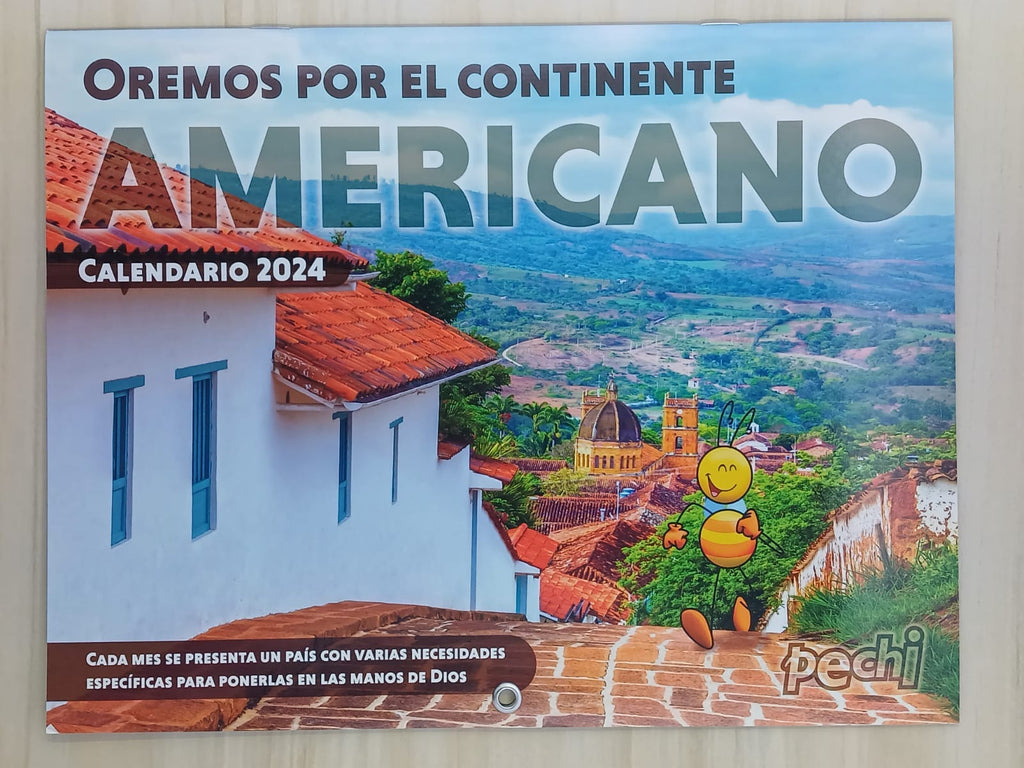 OREMOS POR EL CONTINENTE
AMERICANO
CALENDARIO 2024
CADA MES SE PRESENTA UN PAÍS CON VARIAS NECESIDADES
ESPECÍFICAS PARA PONERLAS EN LAS MANOS DE DIOS
pechi